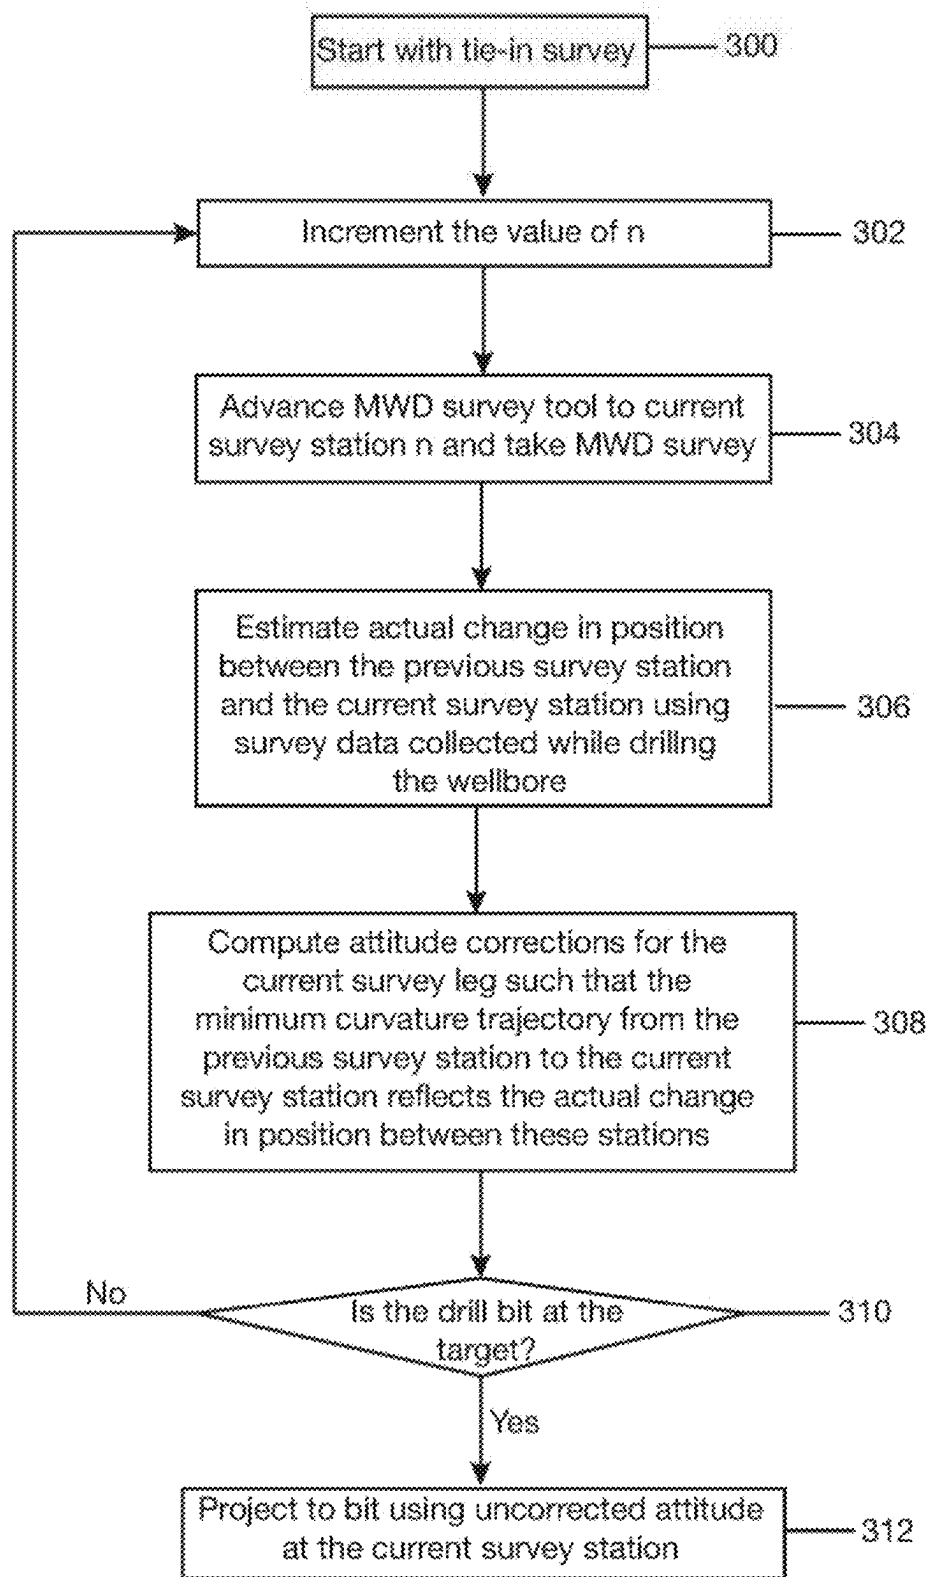 Start with tie-in survey
300
Increment the value of n
302
Advance MWD survey tool to current
survey station n and take MWD survey
304
Estimate actual change in position
between the previous survey station
and the current survey station using
survey data collected while drillng
the wellbore
306
Compute attitude corrections for the
current survey leg such that the
minimum curvature trajectory from the
previous survey station to the current
survey station reflects the actual change
in position between these stations
308
No
Is the drill bit at the
target?
310
Yes
Project to bit using uncorrected attitude
at the current survey station
312